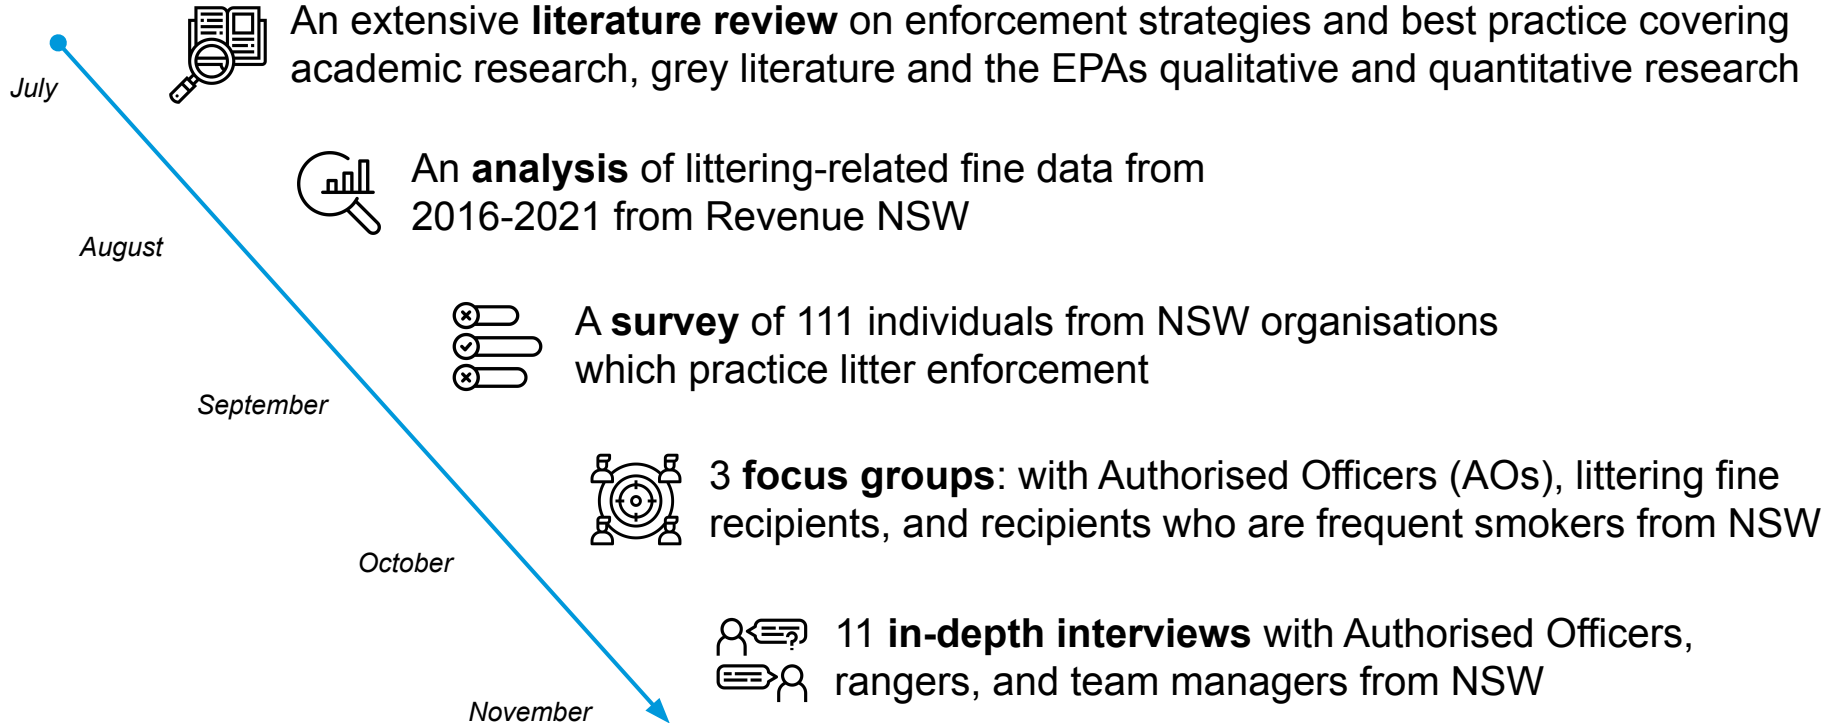 An extensive literature review on enforcement strategies and best practice covering
academic research, grey literature and the EPAs qualitative and quantitative research
July
An analysis of littering-related fine data from
2016-2021 from Revenue NSW
August
A survey of 111 individuals from NSW organisations
which practice litter enforcement
September
3 focus groups: with Authorised Officers (AOs), littering fine
recipients, and recipients who are frequent smokers from NSW
October
11 in-depth interviews with Authorised Officers,
rangers, and team managers from NSW
November